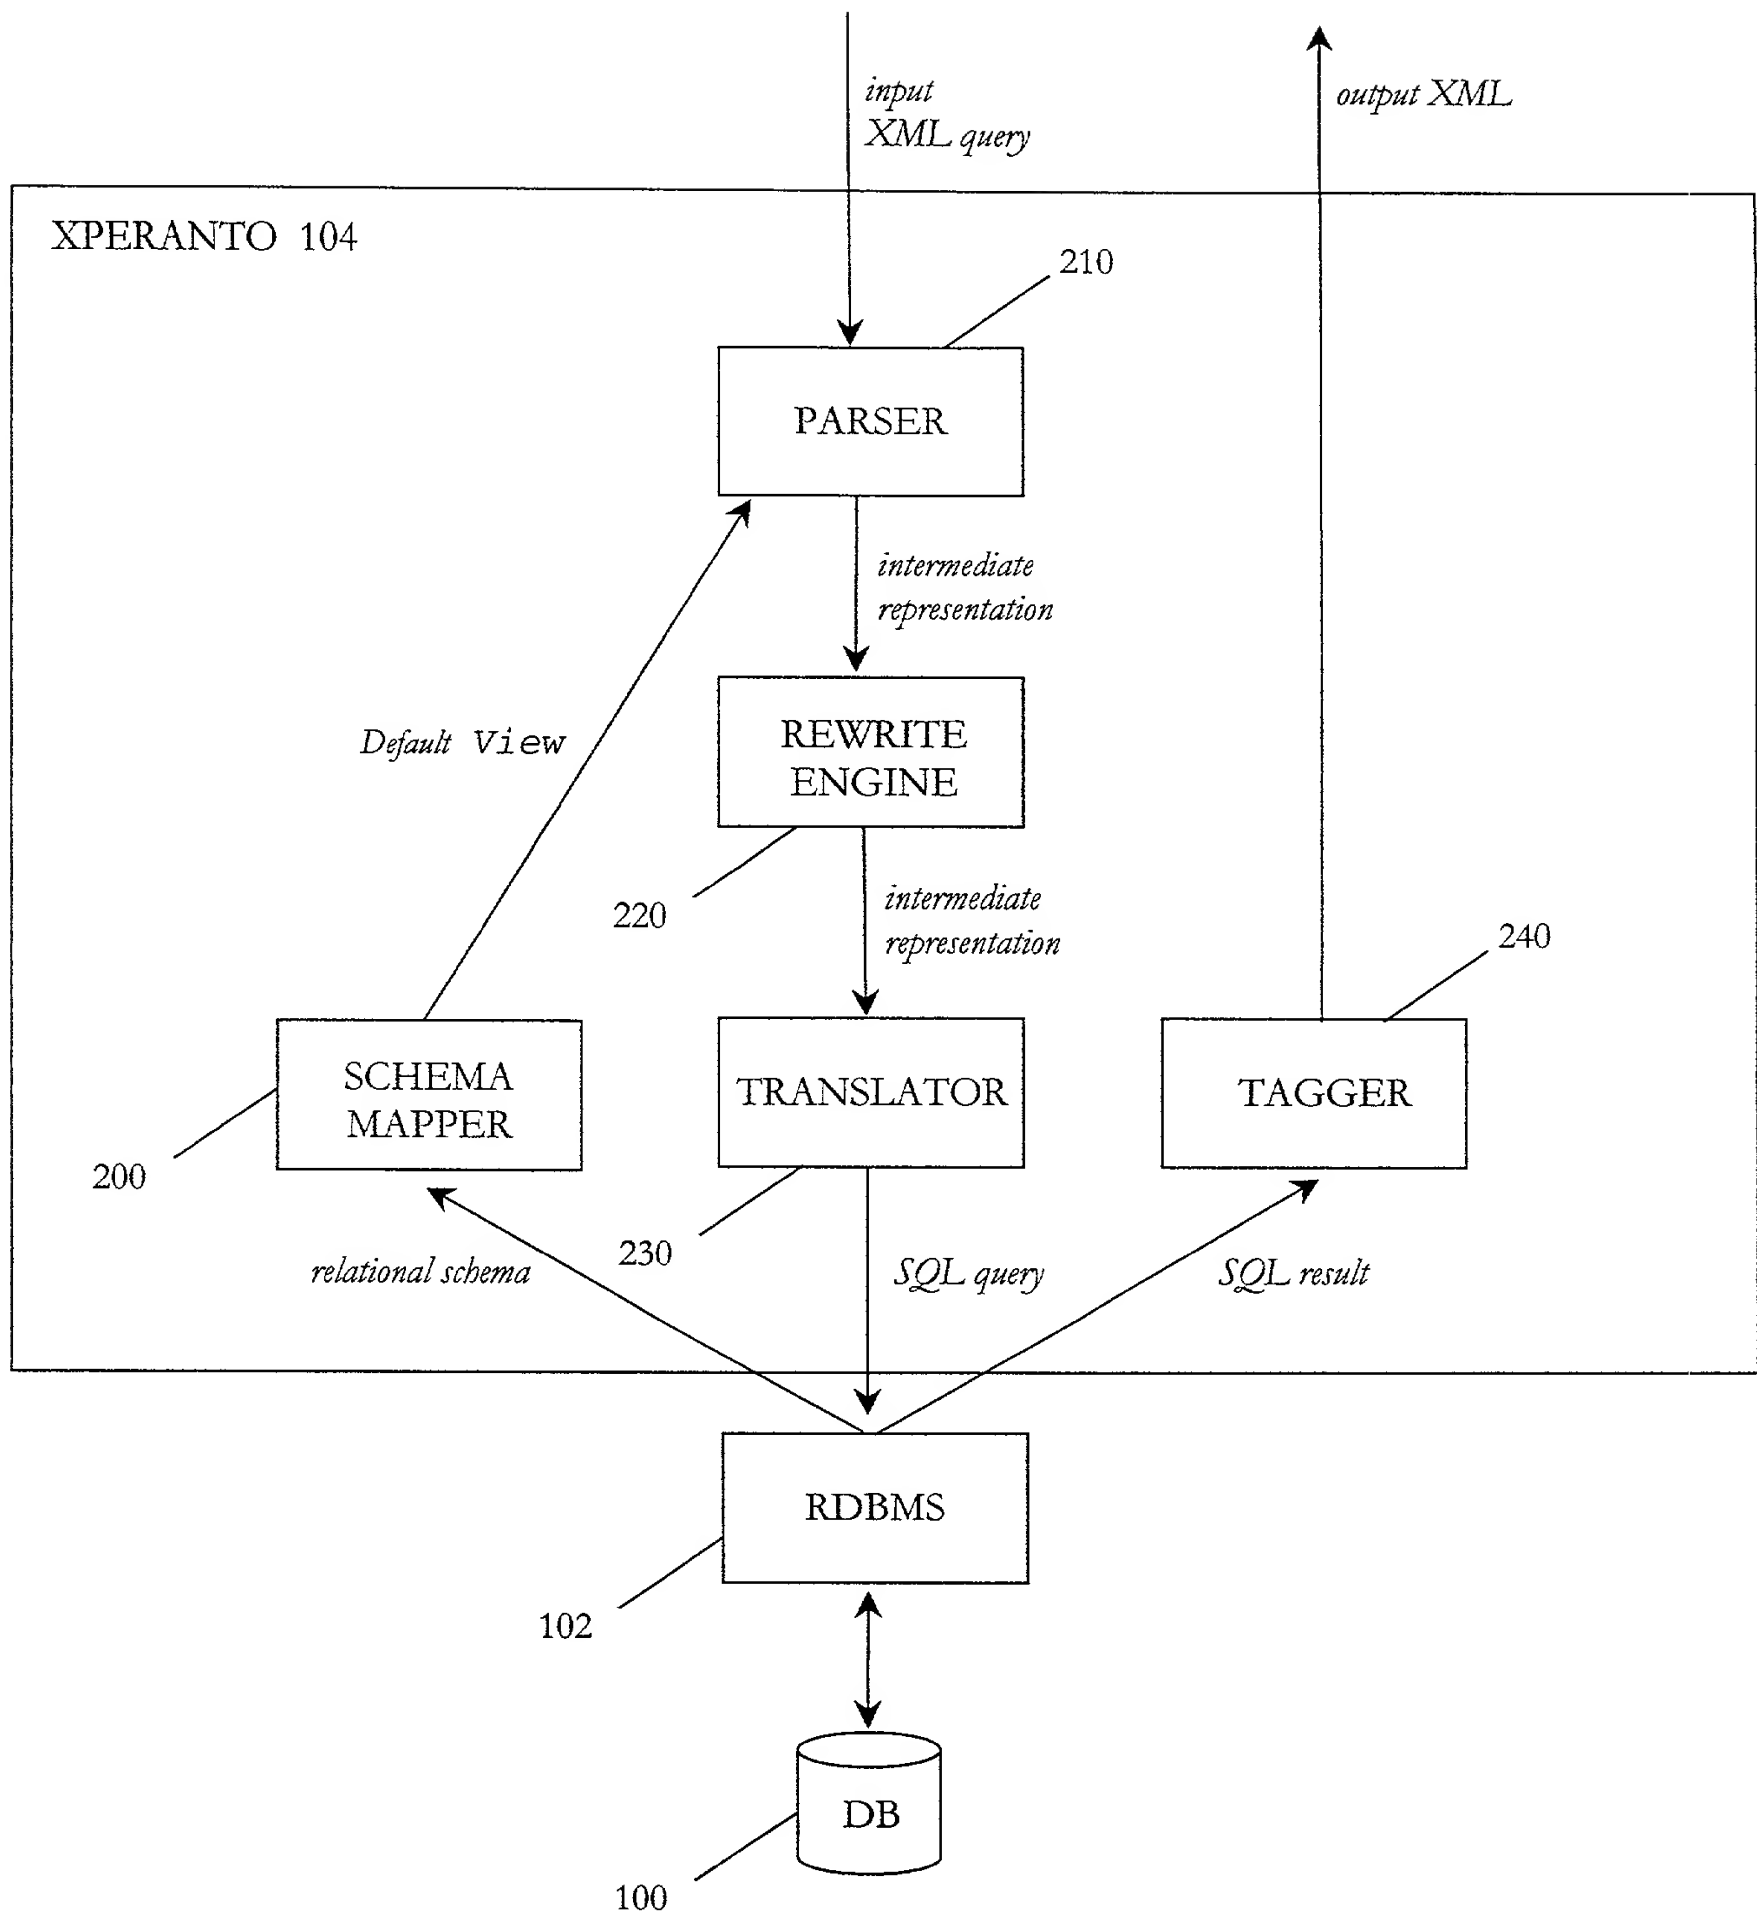 input
XML query
output XML
XPERANTO 104
210
PARSER
intermediate
representation
Default View
REWRITE
ENGINE
220
intermediate
representation
240
SCHEMA
MAPPER
TRANSLATOR
TAGGER
200
230
relational schema
SQL query
SQL result
RDBMS
102
DB
100